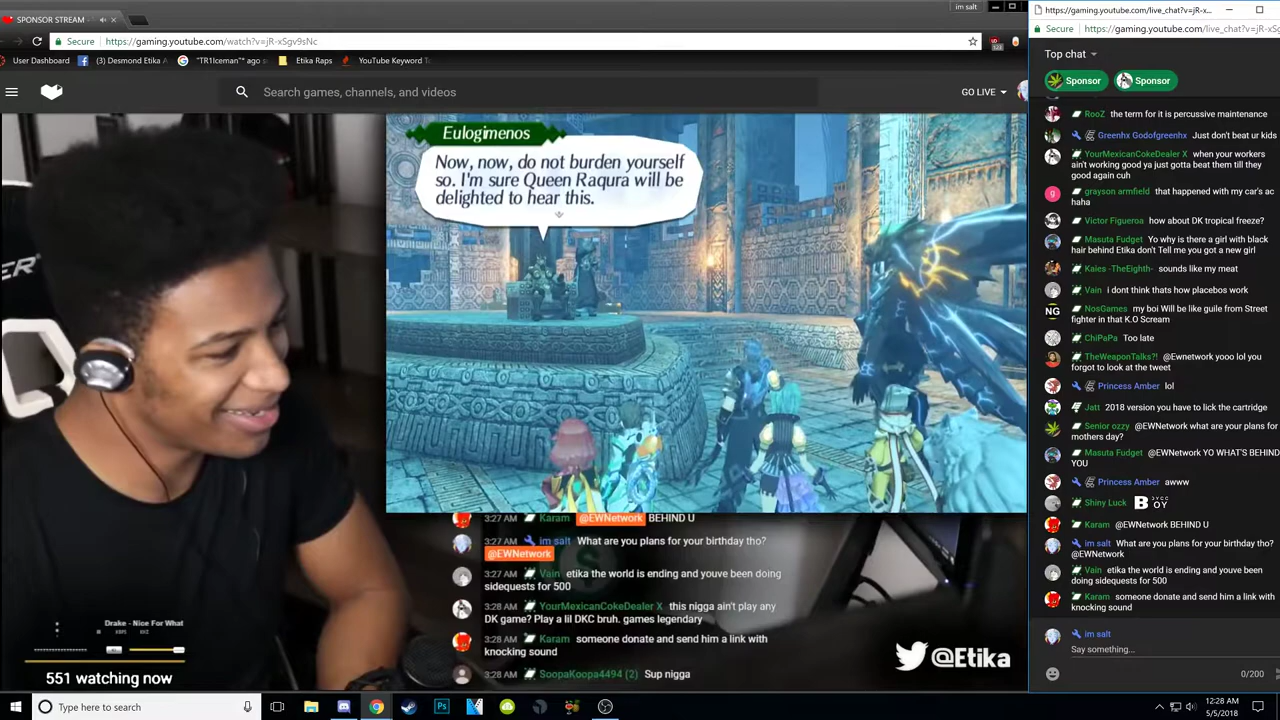 im salt
SPONSOR STREAM
https://gaming.youtube.com/live_chat?v=jR-x...
Secure https://gaming.youtube.com/watch?v=jR-xSgv9sNc
Secure https://gaming.youtube.com/live_chat?v=jR-xS
User Dashboard (3) Desmond Etika A "TR1Iceman"* ago s Etika Raps YouTube Keyword To
Search games, channels, and videos
GO LIVE
Top chat
Sponsor Sponsor
Eulogimenos
Now, now, do not burden yourself
so. I'm sure Queen Raqura will be
delighted to hear this.
RooZ the term for it is percussive maintenance
Greenhx Godofgreenhx Just don't beat ur kids
YourMexicanCokeDealer X when your workers
ain't working good ya just gotta beat them till they
good again cuh
g grayson armfield that happened with my car's ac
haha
Victor Figueroa how about DK tropical freeze?
Masuta Fudget Yo why is there a girl with black
hair behind Etika don't Tell me you got a new girl
Kaies -TheEighth- sounds like my meat
Vain i dont think thats how placebos work
NG NosGames my boi Will be like guile from Street
fighter in that K.O Scream
ChiPaPa Too late
TheWeaponTalks?! @Ewnetwork yooo lol you
forgot to look at the tweet
Princess Amber lol
Jatt 2018 version you have to lick the cartridge
Senior ozzy @EWNetwork what are your plans for
mothers day?
Masuta Fudget @EWNetwork YO WHAT'S BEHIND
YOU
Princess Amber awww
Shiny Luck
Karam @EWNetwork BEHIND U
im salt What are you plans for your birthday tho?
@EWNetwork
Vain etika the world is ending and youve been doing
sidequests for 500
Karam someone donate and send him a link with
knocking sound
im salt
Say something...
0/200
3:27 AM Karam @EWNetwork BEHIND U
3:27 AM im salt What are you plans for your birthday tho?
@EWNetwork
3:27 AM Vain etika the world is ending and youve been doing
sidequests for 500
3:28 AM YourMexicanCokeDealer X this nigga ain't play any
DK game? Play a lil DKC bruh. games legendary
3:28 AM Karam someone donate and send him a link with
knocking sound
3:28 AM SoopaKoopa4494 (2) Sup nigga
Drake - Nice For What
551 watching now
@Etika
Type here to search
12:28 AM
5/5/2018